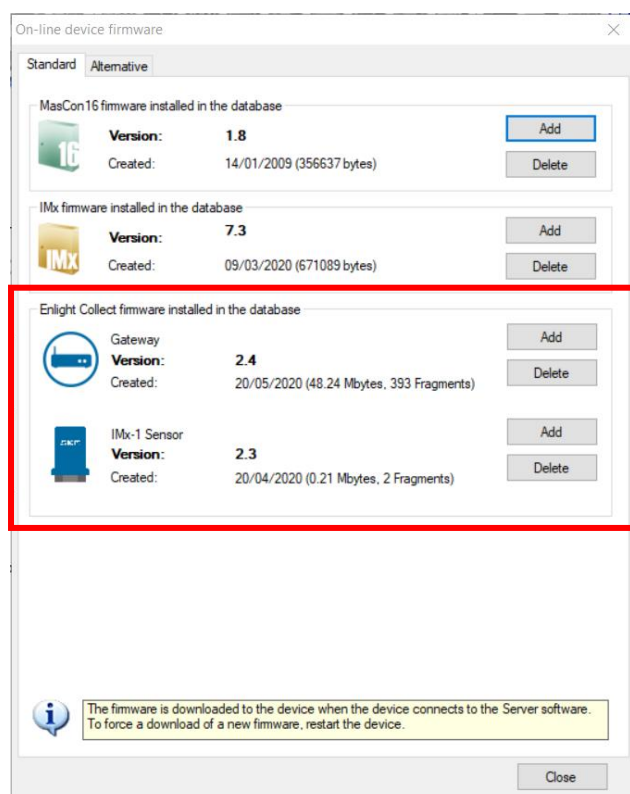 On-line device firmware
Standard Alternative
MasCon16 firmware installed in the database
16
Version: 1.8
Add
Created: 14/01/2009 (356637 bytes)
Delete
IMx firmware installed in the database
IMx
Version: 7.3
Add
Created: 09/03/2020 (671089 bytes)
Delete
Enlight Collect firmware installed in the database
Gateway
Add
Version: 2.4
Created: 20/05/2020 (48.24 Mbytes, 393 Fragments)
Delete
SKF
IMx-1 Sensor
Add
Version: 2.3
Created: 20/04/2020 (0.21 Mbytes, 2 Fragments)
Delete
The firmware is downloaded to the device when the device connects to the Server software.
To force a download of a new firmware, restart the device.
Close